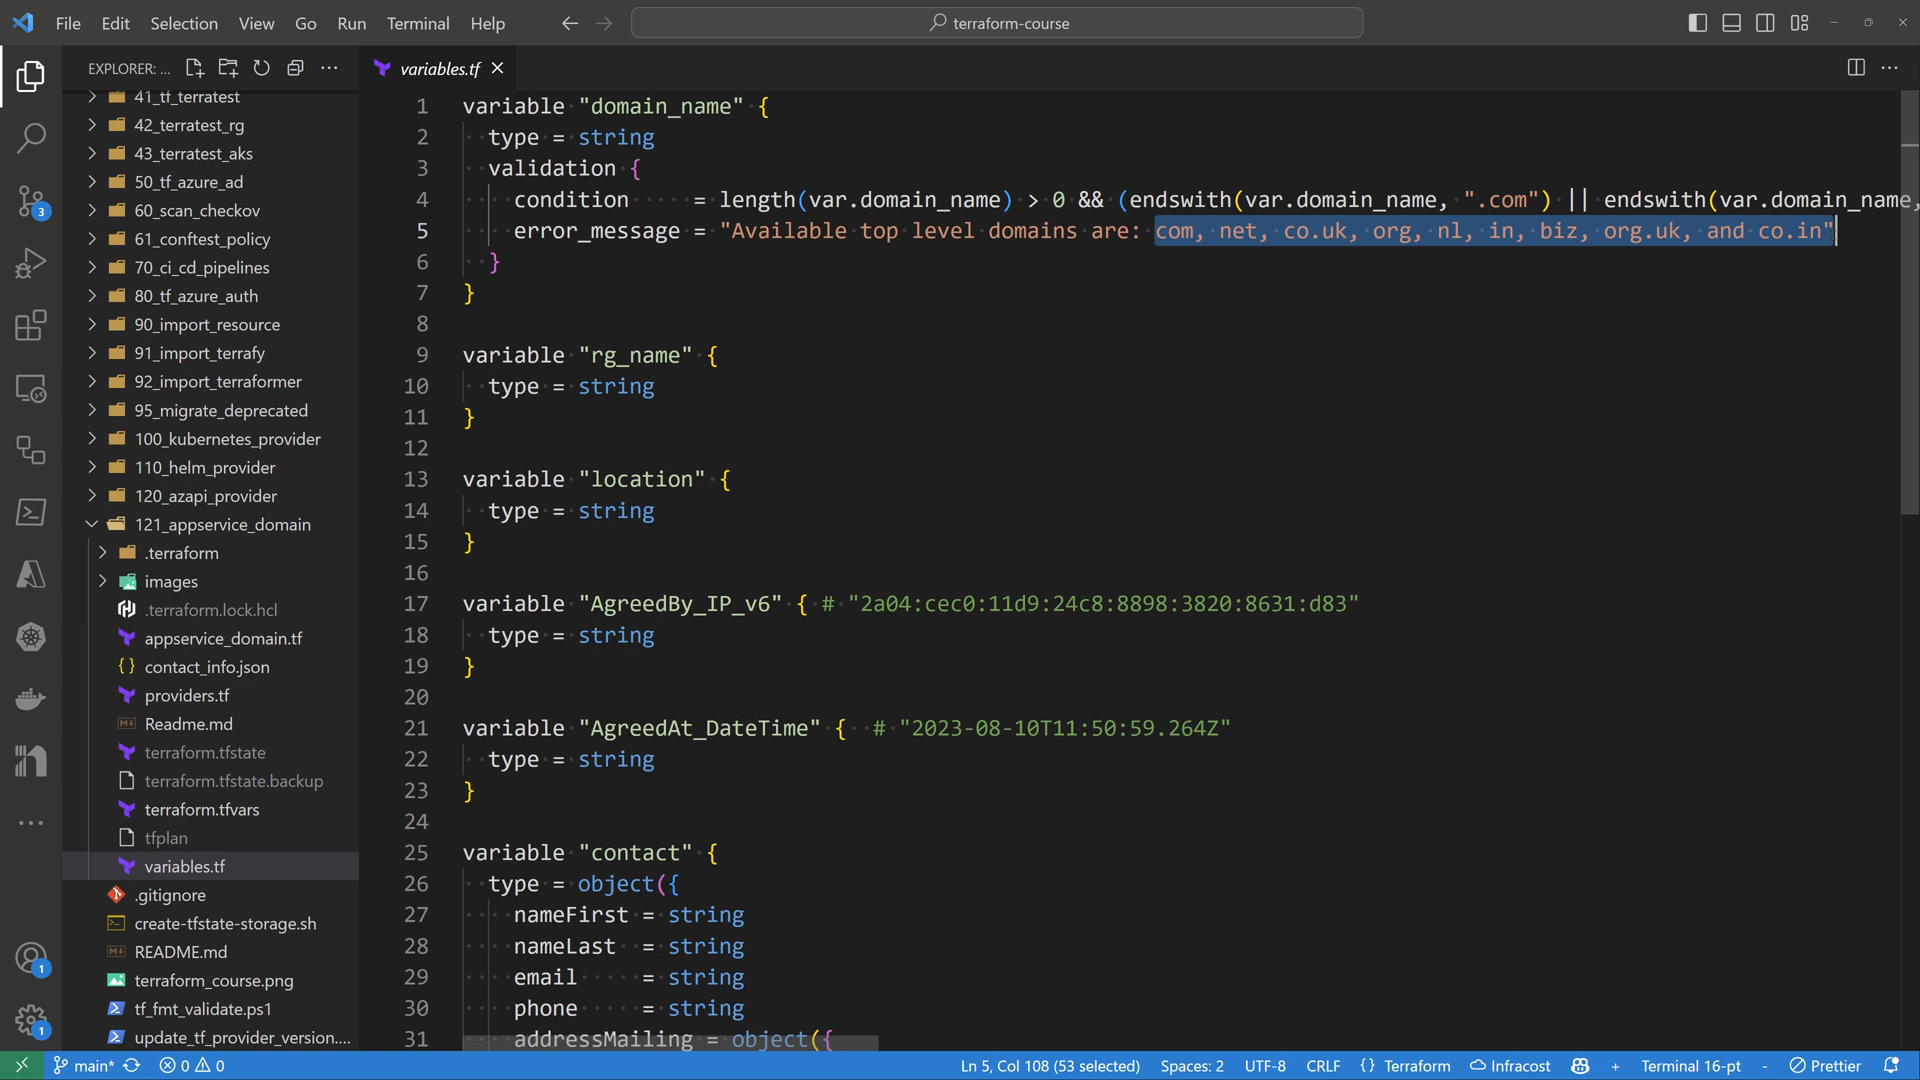 File Edit Selection View Go Run Terminal Help
terraform-course
EXPLORER: ...
41_tf_terratest
42_terratest_rg
43_terratest_aks
50_tf_azure_ad
60_scan_checkov
61_conftest_policy
70_ci_cd_pipelines
80_tf_azure_auth
90_import_resource
91_import_terrafy
92_import_terraformer
95_migrate_deprecated
100_kubernetes_provider
110_helm_provider
120_azapi_provider
121_appservice_domain
.terraform
images
.terraform.lock.hcl
appservice_domain.tf
contact_info.json
providers.tf
Readme.md
terraform.tfstate
terraform.tfstate.backup
terraform.tfvars
tfplan
variables.tf
.gitignore
create-tfstate-storage.sh
README.md
terraform_course.png
tf_fmt_validate.ps1
update_tf_provider_version....
3
1
1
variables.tf
1 variable "domain_name" {
2 type = string
3 validation {
4 condition = length(var.domain_name) > 0 && (endswith(var.domain_name, ".com") || endswith(var.domain_name,
5 error_message = "Available top level domains are: com, net, co.uk, org, nl, in, biz, org.uk, and co.in"
6 }
7 }
8
9 variable "rg_name" {
10 type = string
11 }
12
13 variable "location" {
14 type = string
15 }
16
17 variable "AgreedBy_IP_v6" { # "2a04:cec0:11d9:24c8:8898:3820:8631:d83"
18 type = string
19 }
20
21 variable "AgreedAt_DateTime" { # "2023-08-10T11:50:59.264Z"
22 type = string
23 }
24
25 variable "contact" {
26 type = object({
27 nameFirst = string
28 nameLast = string
29 email = string
30 phone = string
31 addressMailing = object({
main* 0 0 Ln 5, Col 108 (53 selected) Spaces: 2 UTF-8 CRLF {} Terraform Infracost + Terminal 16-pt - Prettier